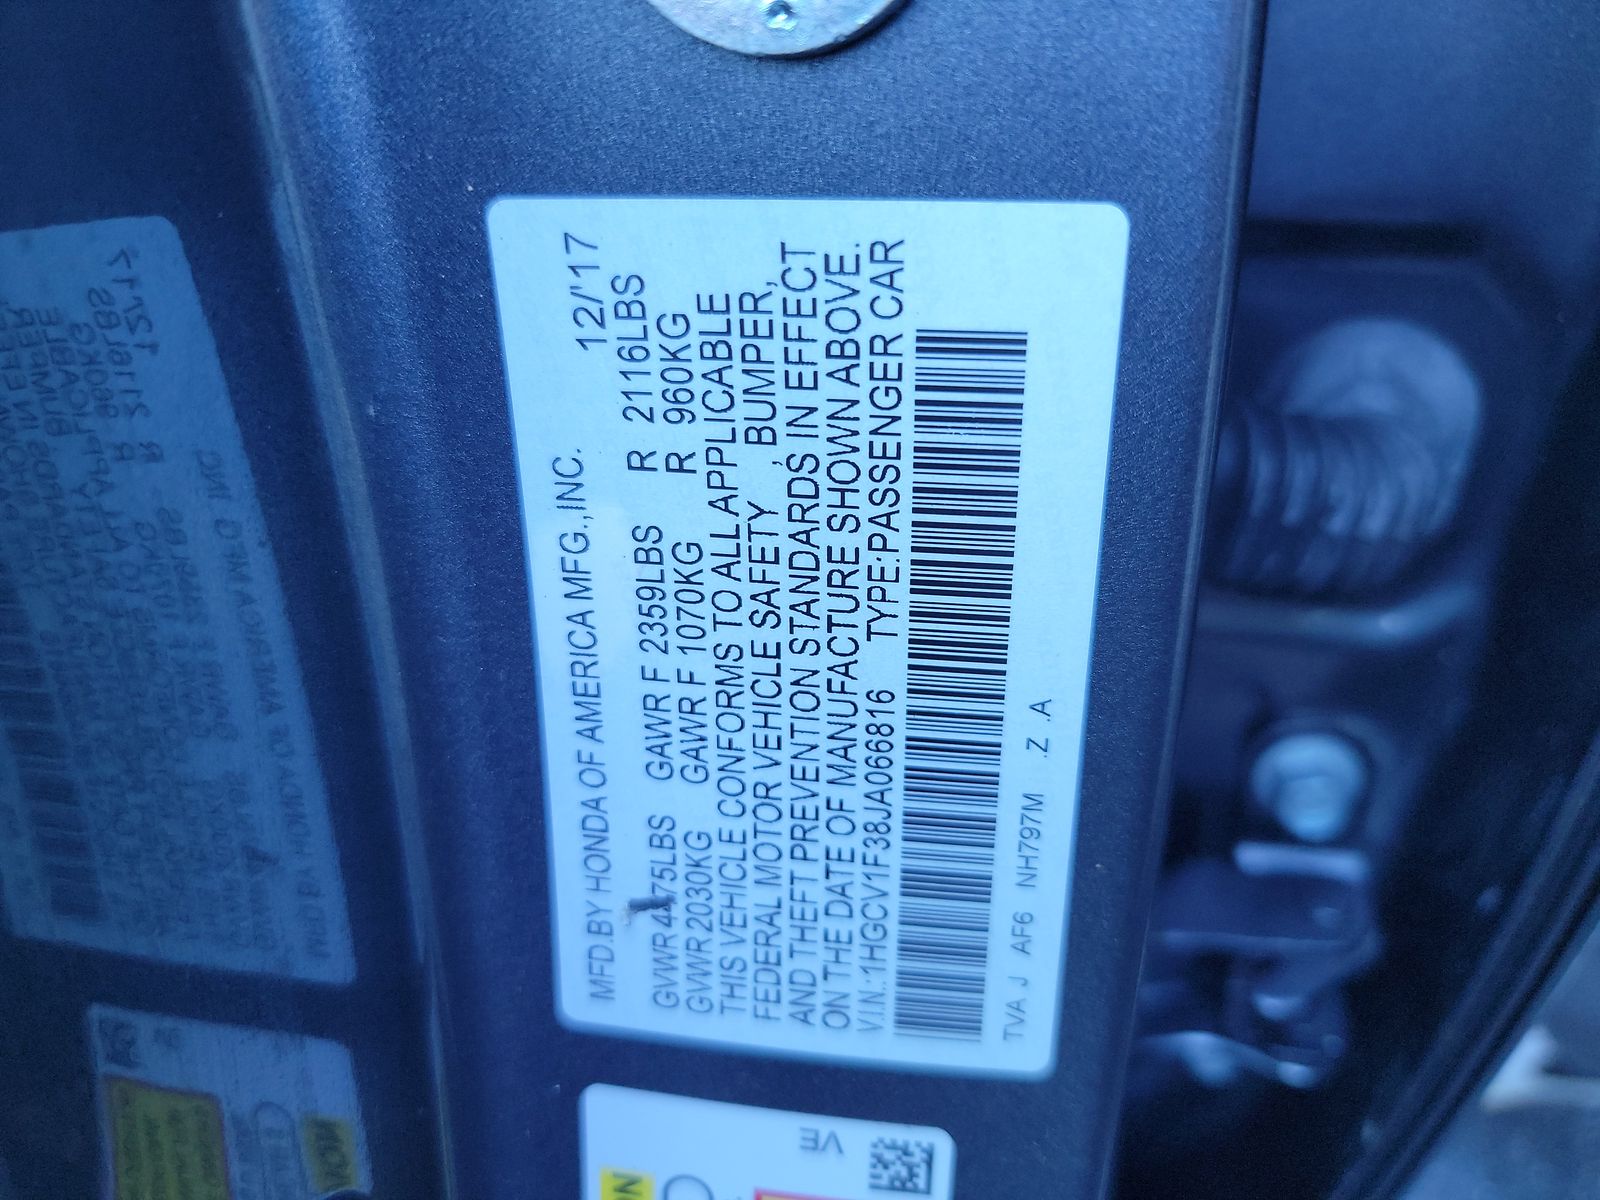 MFD.BY HONDA OF AMERICA MFG.,INC. 12/'17
GVWR 4475LBS GAWR F 2359LBS R 2116LBS
GVWR 2030KG GAWR F 1070KG R 960KG
THIS VEHICLE CONFORMS TO ALL APPLICABLE
FEDERAL MOTOR VEHICLE SAFETY, BUMPER,
AND THEFT PREVENTION STANDARDS IN EFFECT
ON THE DATE OF MANUFACTURE SHOWN ABOVE.
V.I.N.:1HGCV1F38JA066816 TYPE:PASSENGER CAR
TVA J AF6 NH797M .Z .A
VE